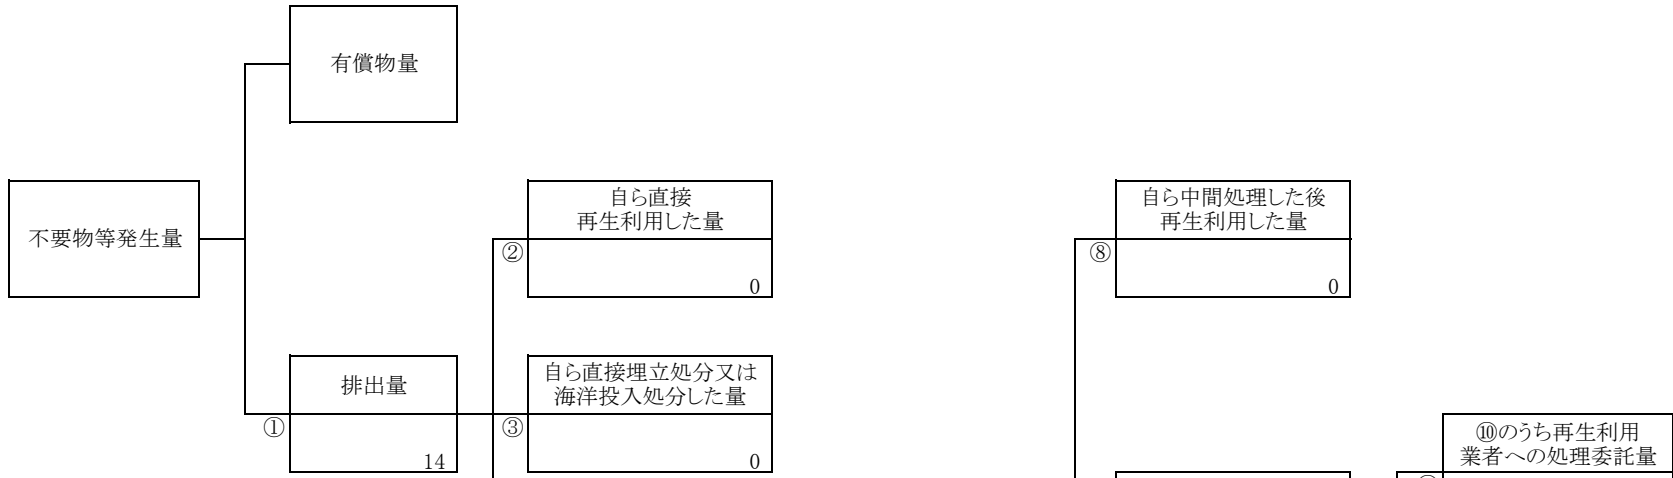 有償物量
不要物等発生量
自ら直接
再生利用した量
②
0
自ら中間処理した後
再生利用した量
⑧
0
排出量
①
14
自ら直接埋立処分又は
海洋投入処分した量
③
0
⑩のうち再生利用
業者への処理委託量